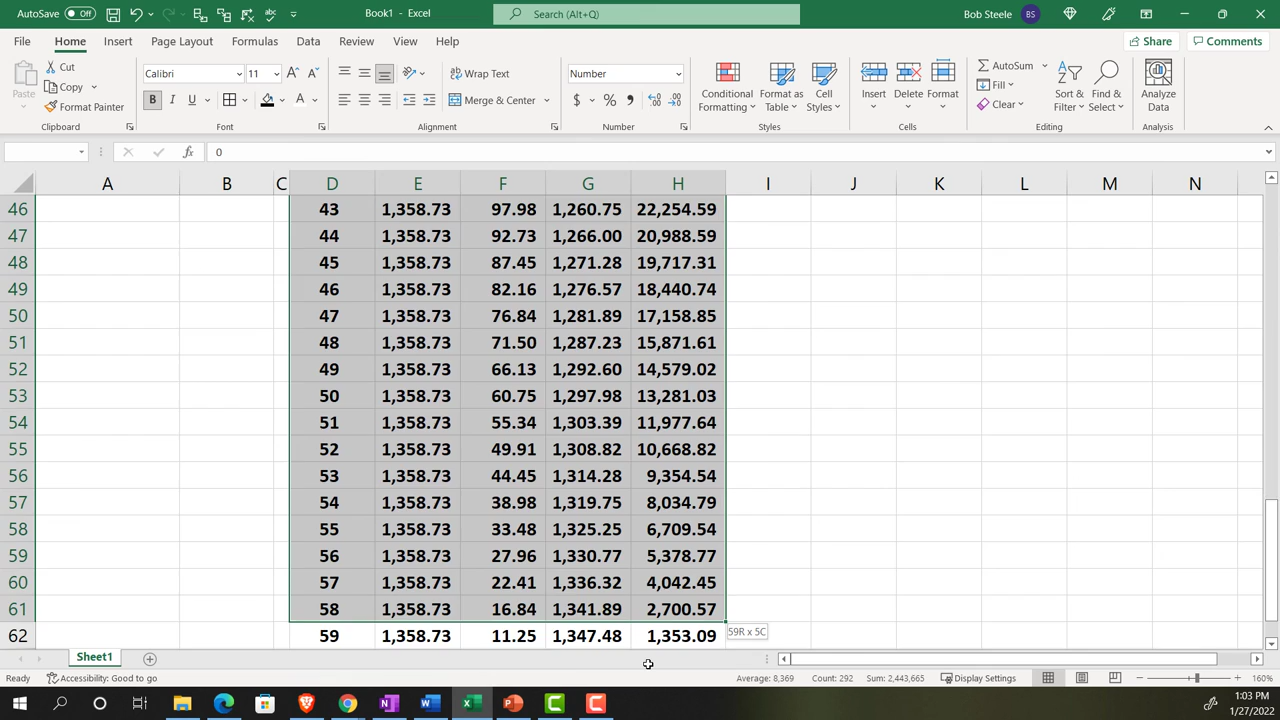 AutoSave Off Book1 - Excel Search (Alt+Q) Bob Steele BS
File Home Insert Page Layout Formulas Data Review View Help Share Comments
Paste Cut Copy Format Painter Clipboard
Calibri 11 B I U A Font
Wrap Text Merge & Center Alignment
Number $ % , Number
Conditional Formatting Format as Table Cell Styles Styles
Insert Delete Format Cells
AutoSum Fill Clear Sort & Filter Find & Select Editing
Analyze Data Analysis
fx 0
A B C D E F G H I J K L M N
46 43 1,358.73 97.98 1,260.75 22,254.59
47 44 1,358.73 92.73 1,266.00 20,988.59
48 45 1,358.73 87.45 1,271.28 19,717.31
49 46 1,358.73 82.16 1,276.57 18,440.74
50 47 1,358.73 76.84 1,281.89 17,158.85
51 48 1,358.73 71.50 1,287.23 15,871.61
52 49 1,358.73 66.13 1,292.60 14,579.02
53 50 1,358.73 60.75 1,297.98 13,281.03
54 51 1,358.73 55.34 1,303.39 11,977.64
55 52 1,358.73 49.91 1,308.82 10,668.82
56 53 1,358.73 44.45 1,314.28 9,354.54
57 54 1,358.73 38.98 1,319.75 8,034.79
58 55 1,358.73 33.48 1,325.25 6,709.54
59 56 1,358.73 27.96 1,330.77 5,378.77
60 57 1,358.73 22.41 1,336.32 4,042.45
61 58 1,358.73 16.84 1,341.89 2,700.57
62 59 1,358.73 11.25 1,347.48 1,353.09 59R x 5C
Sheet1
Ready Accessibility: Good to go Average: 8,369 Count: 292 Sum: 2,443,665 Display Settings 160%
1:03 PM
1/27/2022